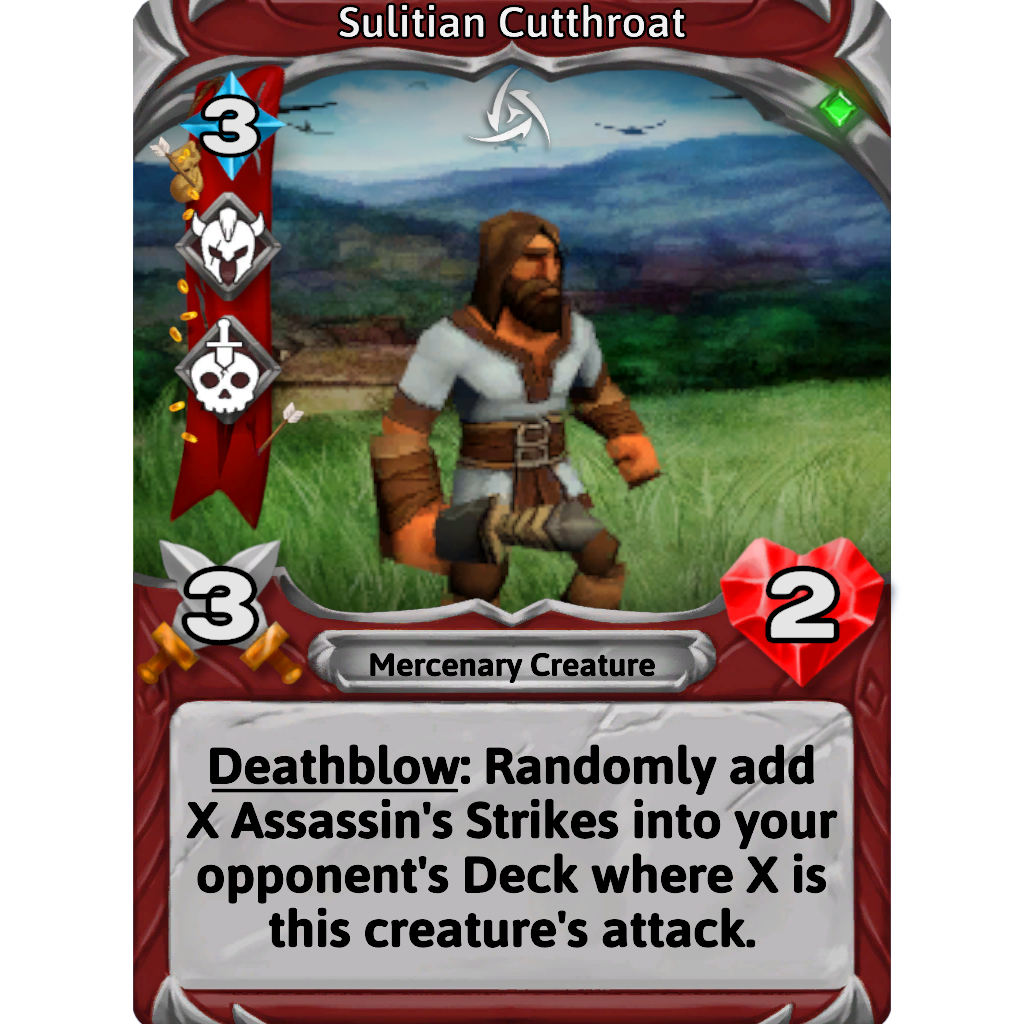 Sulitian Cutthroat
3
3
2
Mercenary Creature
Deathblow: Randomly add
X Assassin's Strikes into your
opponent's Deck where X is
this creature's attack.